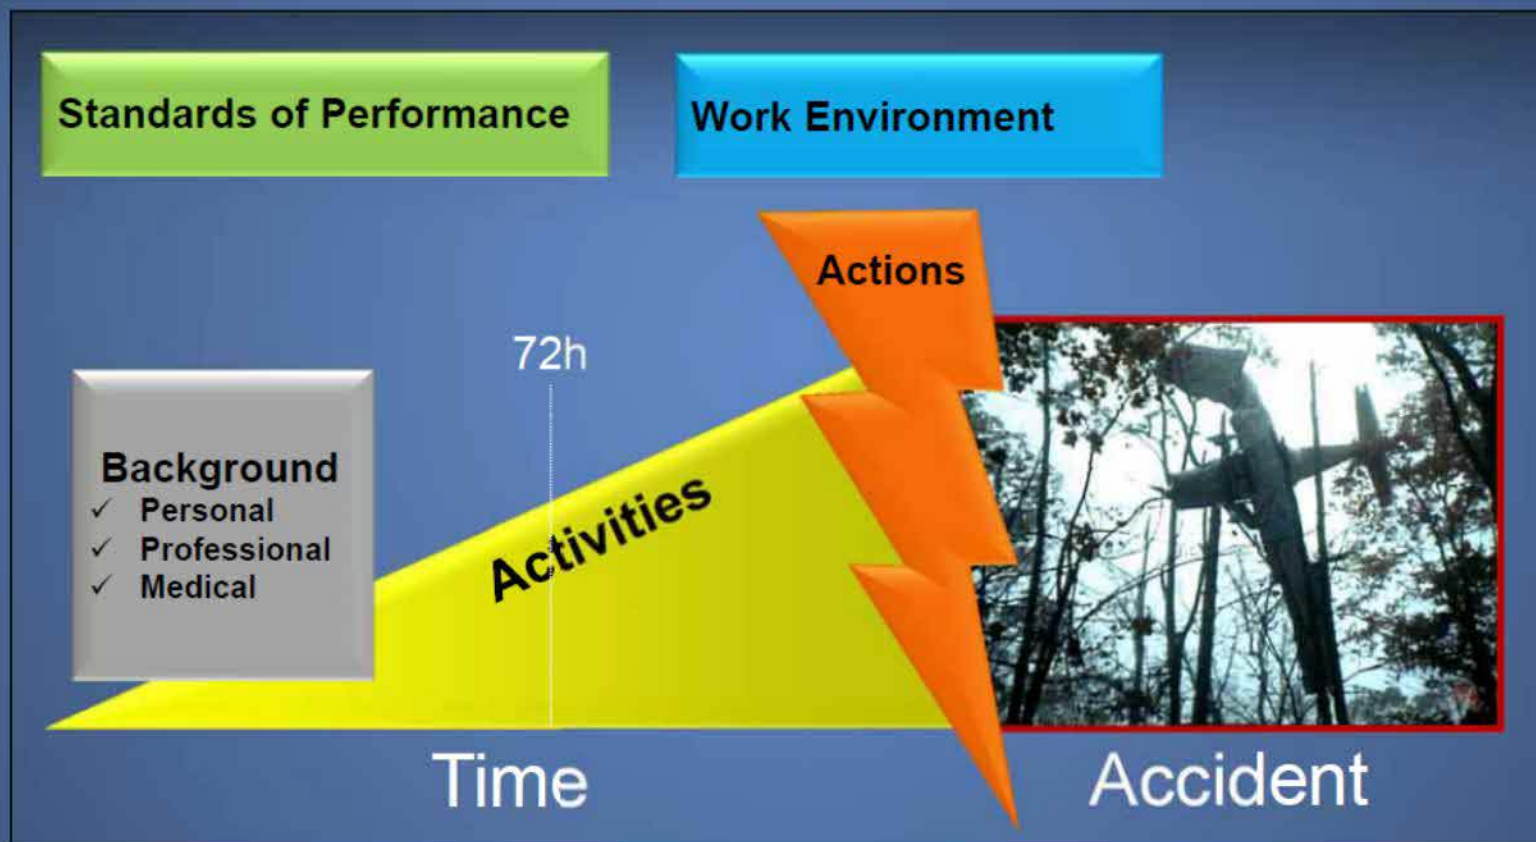 Standards of Performance
Work Environment
Actions
72h
Background
✓ Personal
✓ Professional
✓ Medical
Activities
Time
Accident